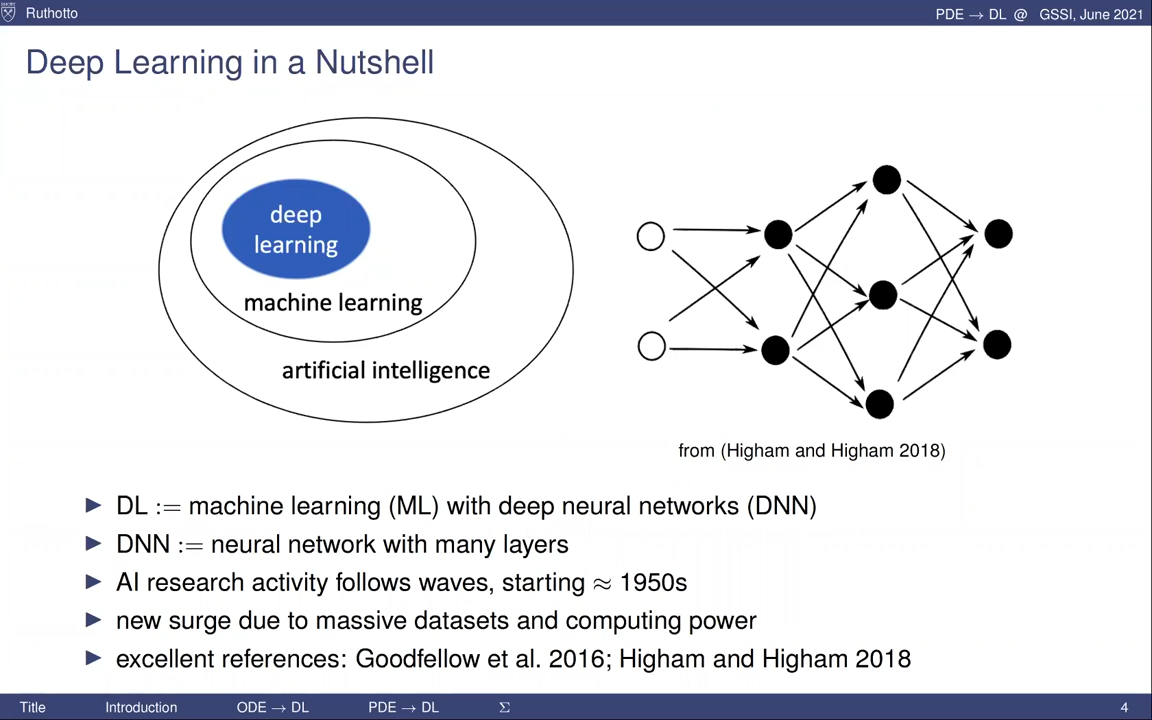 Ruthotto
PDE → DL @ GSSI, June 2021
Deep Learning in a Nutshell
deep
learning
machine learning
artificial intelligence
from (Higham and Higham 2018)
DL := machine learning (ML) with deep neural networks (DNN)
DNN := neural network with many layers
AI research activity follows waves, starting ≈ 1950s
new surge due to massive datasets and computing power
excellent references: Goodfellow et al. 2016; Higham and Higham 2018
Title Introduction ODE → DL PDE → DL Σ 4